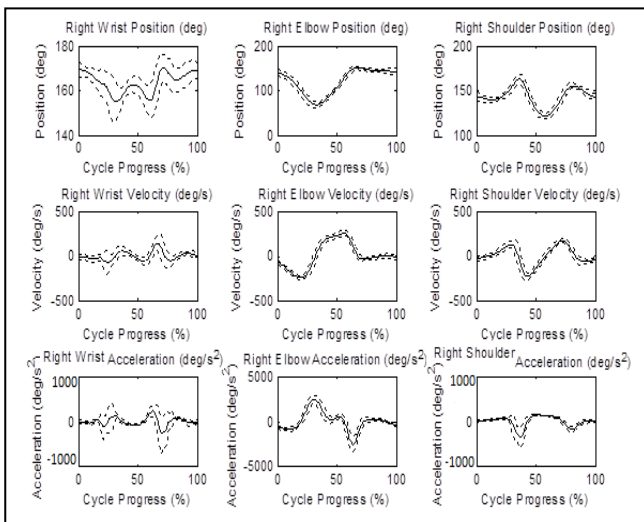 Right Wrist Position (deg)
Position (deg)
180
160
140
0 50 100
Cycle Progress (%)
Right Elbow Position (deg)
Position (deg)
200
100
0
0 50 100
Cycle Progress (%)
Right Shoulder Position (deg)
Position (deg)
200
150
100
0 50 100
Cycle Progress (%)
Right Wrist Velocity (deg/s)
Velocity (deg/s)
500
0
-500
0 50 100
Cycle Progress (%)
Right Elbow Velocity (deg/s)
Velocity (deg/s)
500
0
-500
0 50 100
Cycle Progress (%)
Right Shoulder Velocity (deg/s)
Velocity (deg/s)
500
0
-500
0 50 100
Cycle Progress (%)
Right Wrist Acceleration (deg/s²)
Acceleration (deg/s²)
1000
0
-1000
0 50 100
Cycle Progress (%)
Right Elbow Acceleration (deg/s²)
Acceleration (deg/s²)
5000
0
-5000
0 50 100
Cycle Progress (%)
Right Shoulder Acceleration (deg/s²)
Acceleration (deg/s²)
1000
0
-1000
0 50 100
Cycle Progress (%)